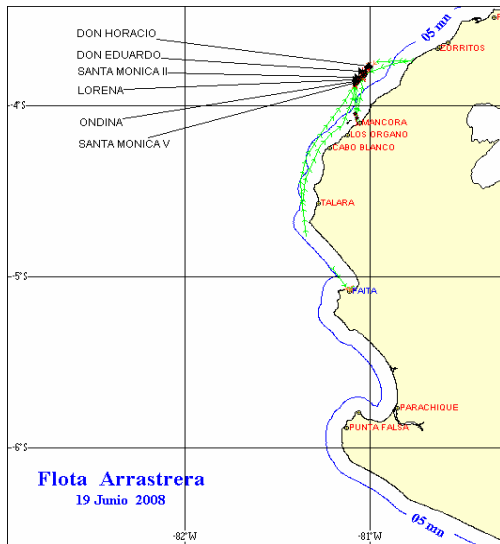 DON HORACIO
DON EDUARDO
SANTA MONICA II
LORENA
ONDINA
SANTA MONICA V
05 mn
ZORRITOS
-4°S
MANCORA
LOS ORGANO
CABO BLANCO
TALARA
-5°S
PAITA
PARACHIQUE
PUNTA FALSA
-6°S
Flota Arrastrera
19 Junio 2008
05 mn
-82°W
-81°W